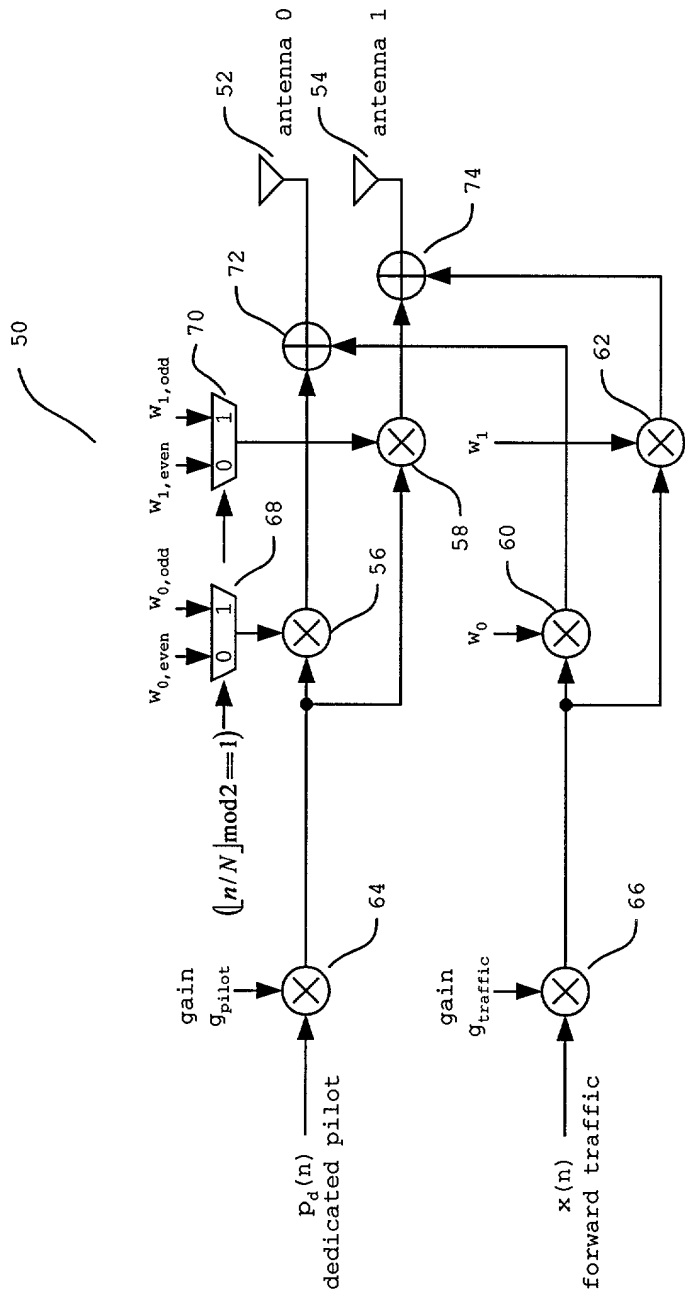 50
antenna 0
52
antenna 1
54
72
74
70
W1,even
W1,odd
0 1
68
W0,even
W0,odd
0 1
56
58
62
W1
60
W0
(⌊n/N⌋mod2==1)
gain
gpilot
64
gain
gtraffic
66
pd(n)
dedicated pilot
x(n)
forward traffic